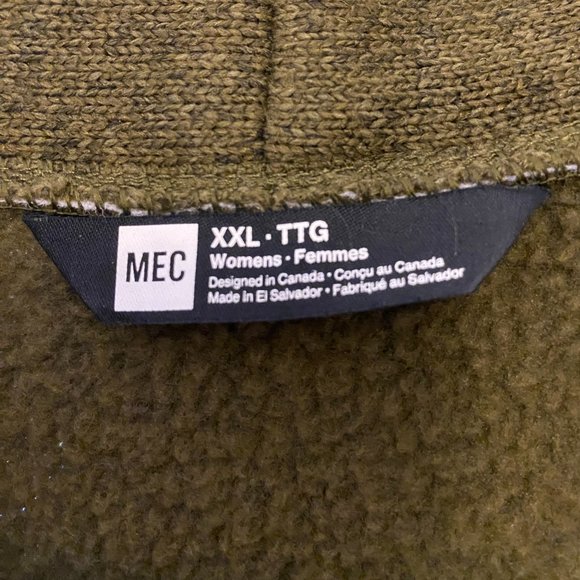 MEC
XXL · TTG
Womens · Femmes
Designed in Canada · Conçu au Canada
Made in El Salvador · Fabriqué au Salvador